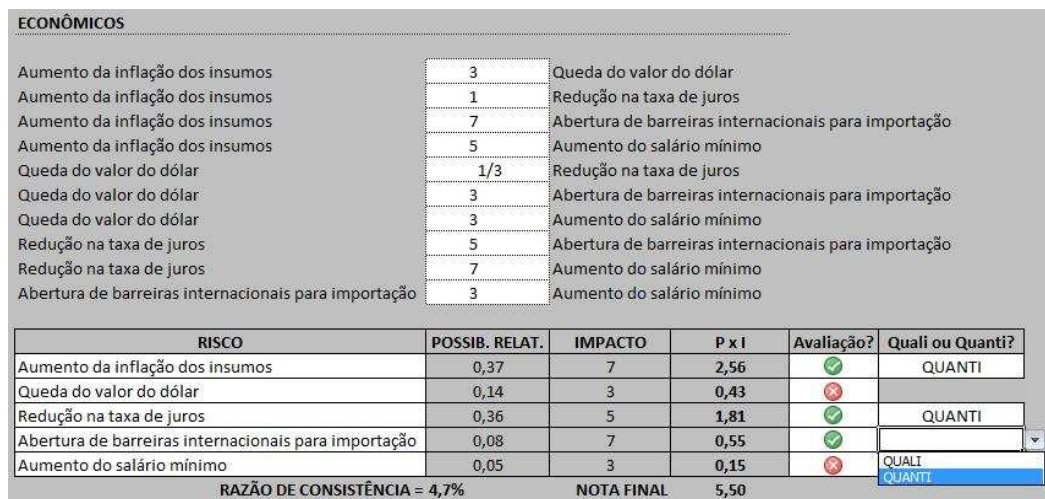 ECONÔMICOS
Aumento da inflação dos insumos 3 Queda do valor do dólar
Aumento da inflação dos insumos 1 Redução na taxa de juros
Aumento da inflação dos insumos 7 Abertura de barreiras internacionais para importação
Aumento da inflação dos insumos 5 Aumento do salário mínimo
Queda do valor do dólar 1/3 Redução na taxa de juros
Queda do valor do dólar 3 Abertura de barreiras internacionais para importação
Queda do valor do dólar 3 Aumento do salário mínimo
Redução na taxa de juros 5 Abertura de barreiras internacionais para importação
Redução na taxa de juros 7 Aumento do salário mínimo
Abertura de barreiras internacionais para importação 3 Aumento do salário mínimo
RISCO POSSIB. RELAT. IMPACTO P x I Avaliação? Quali ou Quanti?
Aumento da inflação dos insumos 0,37 7 2,56 QUANTI
Queda do valor do dólar 0,14 3 0,43
Redução na taxa de juros 0,36 5 1,81 QUANTI
Abertura de barreiras internacionais para importação 0,08 7 0,55
Aumento do salário mínimo 0,05 3 0,15 QUALI
QUANTI
RAZÃO DE CONSISTÊNCIA = 4,7% NOTA FINAL 5,50